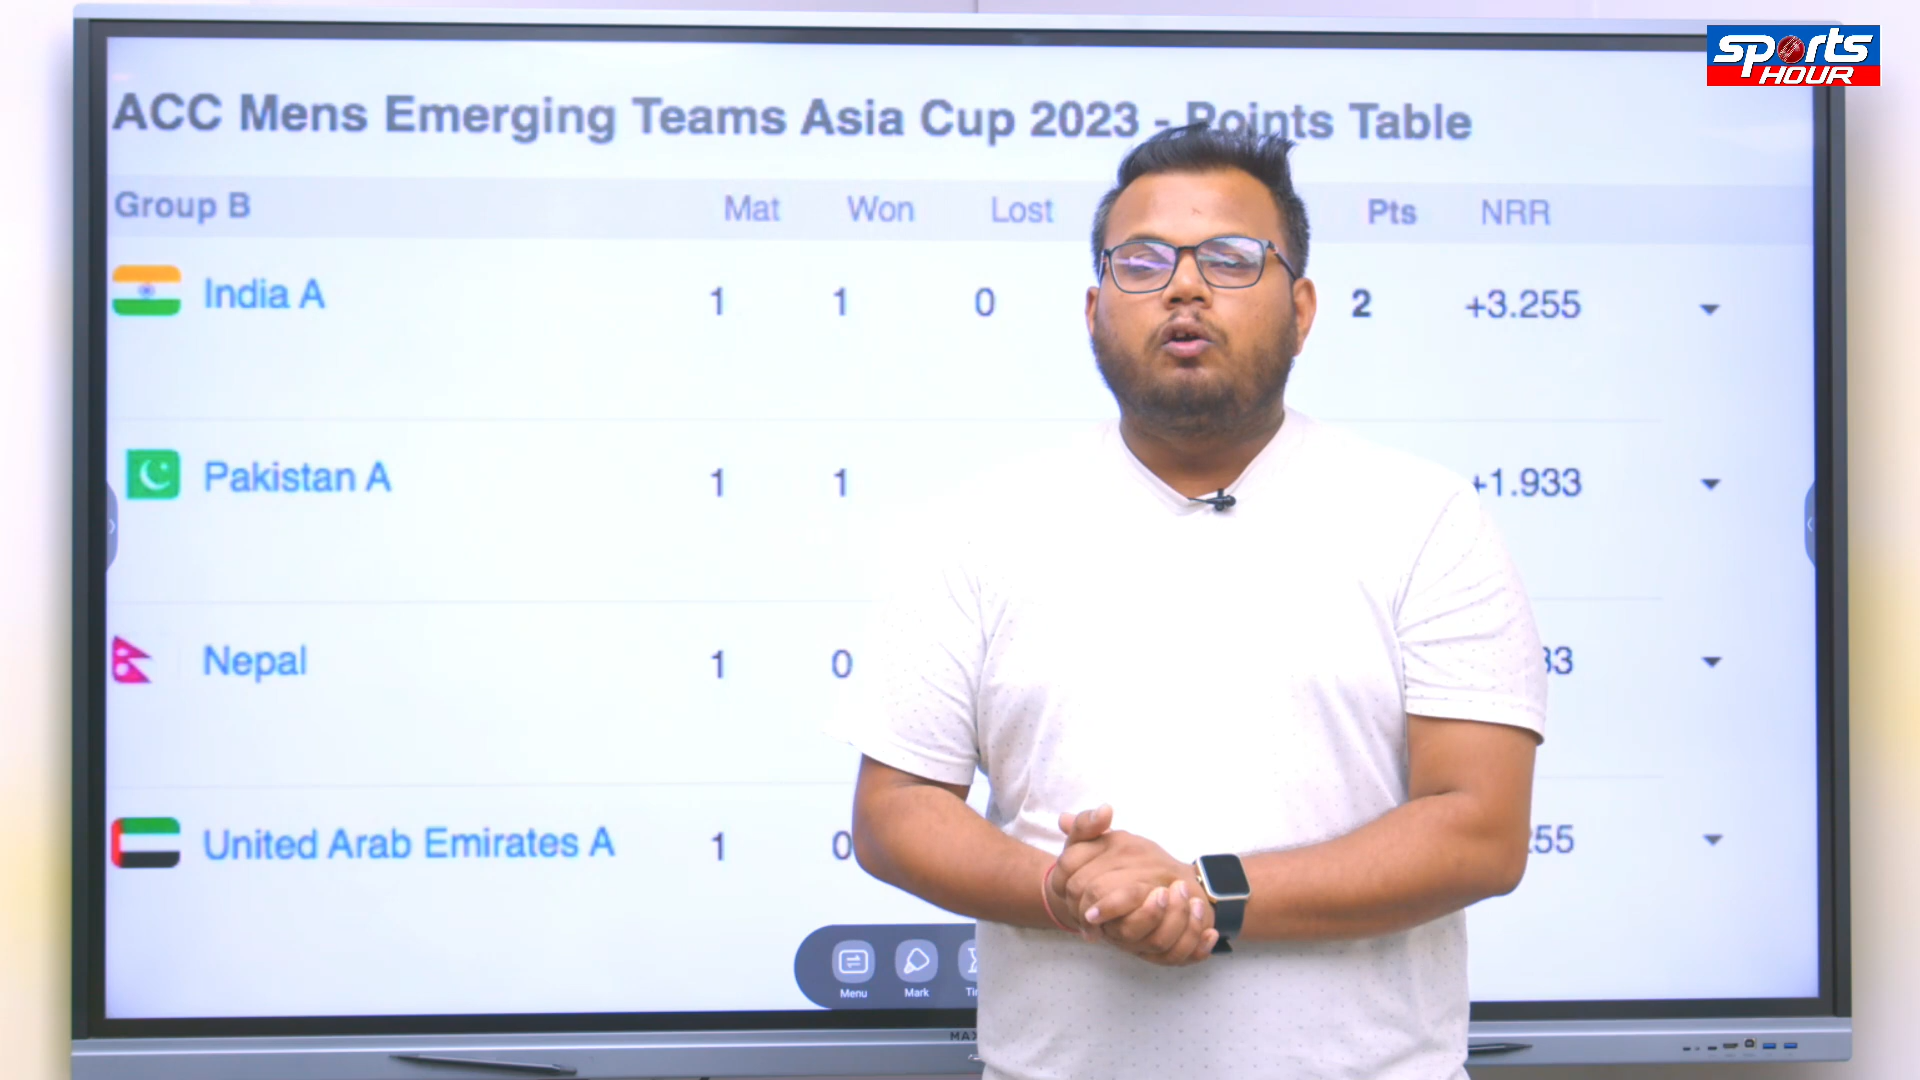 sports
HOUR
ACC Mens Emerging Teams Asia Cup 2023 - Points Table
Group B Mat Won Lost Pts NRR
India A 1 1 0 2 +3.255
Pakistan A 1 1 +1.933
Nepal 1 0 33
United Arab Emirates A 1 0 255
Menu Mark